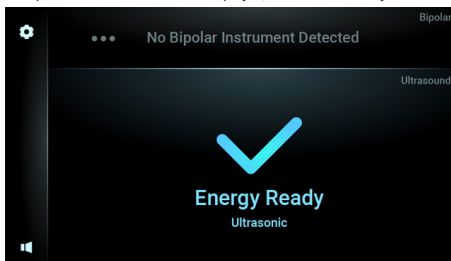 Bipolar
No Bipolar Instrument Detected
Ultrasound
Energy Ready
Ultrasonic